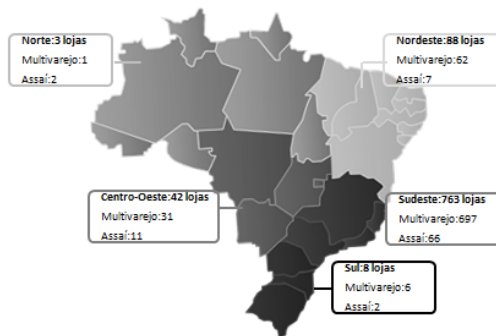 Norte:3 lojas
Multivarejo:1
Assaí:2
Nordeste:88 lojas
Multivarejo:62
Assaí:7
Centro-Oeste:42 lojas
Multivarejo:31
Assaí:11
Sudeste:763 lojas
Multivarejo:697
Assaí:66
Sul:8 lojas
Multivarejo:6
Assaí:2